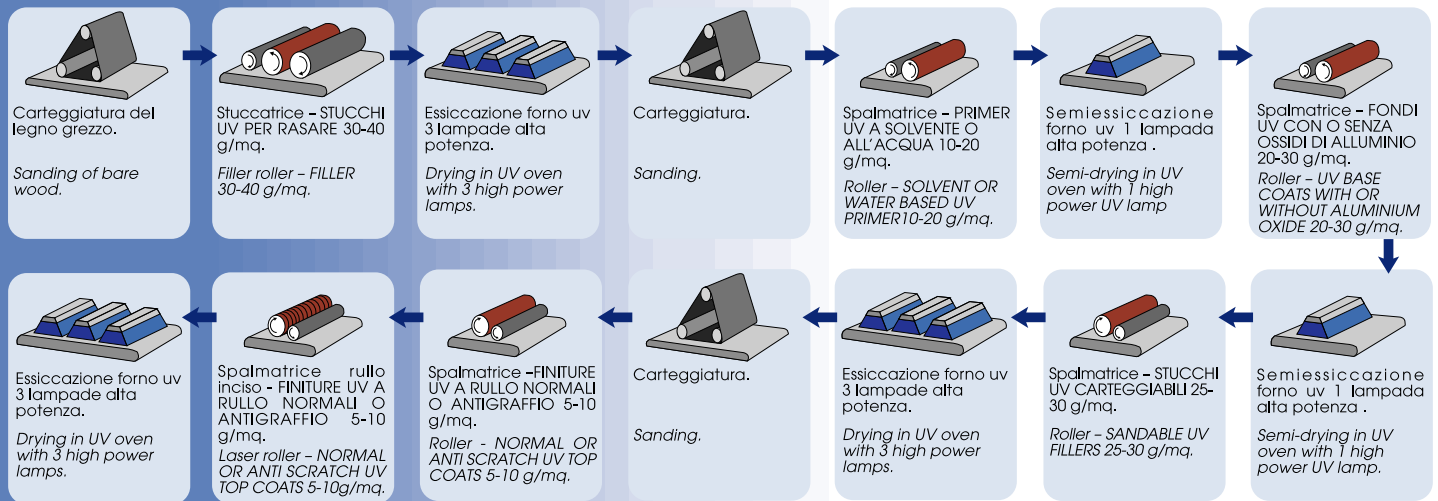 Carteggiatura del
legno grezzo.
Sanding of bare
wood.
Stuccatrice – STUCCHI
UV PER RASARE 30-40
g/mq.
Filler roller – FILLER
30-40 g/mq.
Essiccazione forno uv
3 lampade alta
potenza.
Drying in UV oven
with 3 high power
lamps.
Carteggiatura.
Sanding.
Spalmatrice – PRIMER
UV A SOLVENTE O
ALL'ACQUA 10-20
g/mq.
Roller – SOLVENT OR
WATER BASED UV
PRIMER10-20 g/mq.
Semiessiccazione
forno uv 1 lampada
alta potenza .
Semi-drying in UV
oven with 1 high
power UV lamp
Spalmatrice – FONDI
UV CON O SENZA
OSSIDI DI ALLUMINIO
20-30 g/mq.
Roller – UV BASE
COATS WITH OR
WITHOUT ALUMINIUM
OXIDE 20-30 g/mq.
Semiessiccazione
forno uv 1 lampada
alta potenza .
Semi-drying in UV
oven with 1 high
power UV lamp.
Spalmatrice – STUCCHI
UV CARTEGGIABILI 25-
30 g/mq.
Roller – SANDABLE UV
FILLERS 25-30 g/mq.
Essiccazione forno uv
3 lampade alta
potenza.
Drying in UV oven
with 3 high power
lamps.
Carteggiatura.
Sanding.
Spalmatrice –FINITURE
UV A RULLO NORMALI
O ANTIGRAFFIO 5-10
g/mq.
Roller - NORMAL OR
ANTI SCRATCH UV TOP
COATS 5-10 g/mq.
Spalmatrice rullo
inciso - FINITURE UV A
RULLO NORMALI O
ANTIGRAFFIO 5-10
g/mq.
Laser roller – NORMAL
OR ANTI SCRATCH UV
TOP COATS 5-10g/mq.
Essiccazione forno uv
3 lampade alta
potenza.
Drying in UV oven
with 3 high power
lamps.